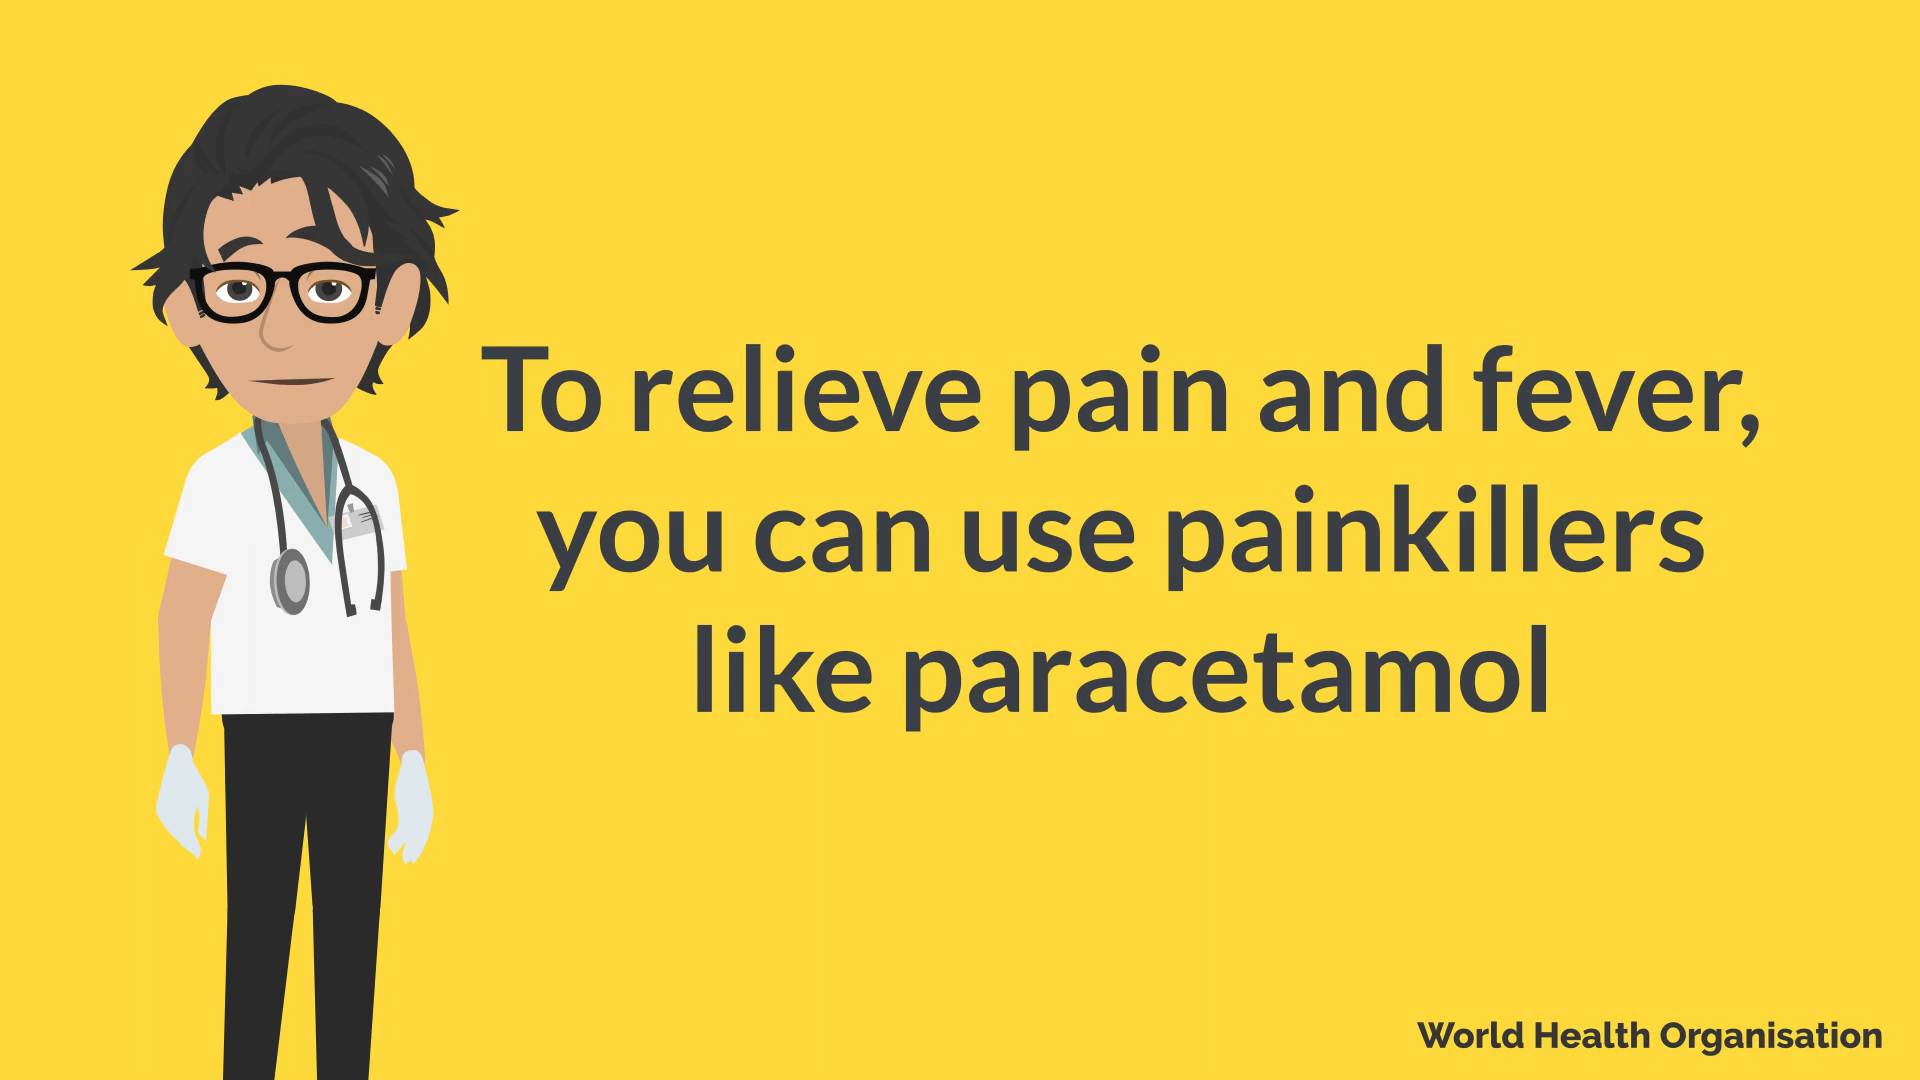 To relieve pain and fever,
you can use painkillers
like paracetamol
World Health Organisation